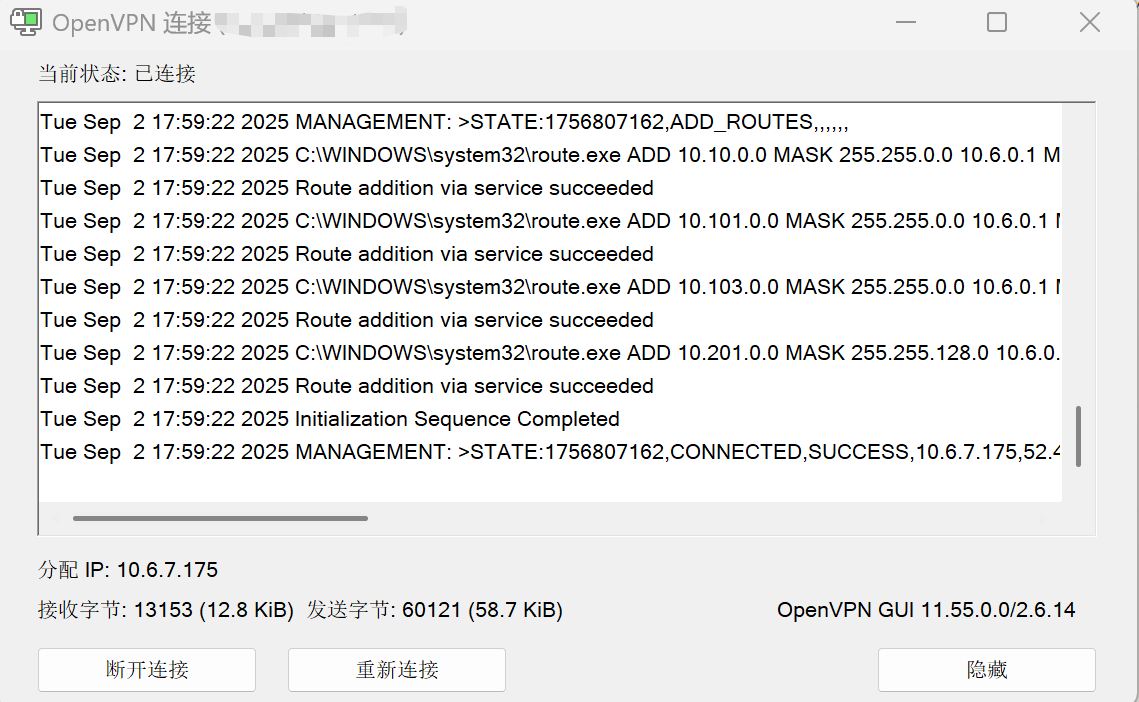 OpenVPN 连接
当前状态: 已连接
Tue Sep  2 17:59:22 2025 MANAGEMENT: >STATE:1756807162,ADD_ROUTES,,,,,,
Tue Sep  2 17:59:22 2025 C:\WINDOWS\system32\route.exe ADD 10.10.0.0 MASK 255.255.0.0 10.6.0.1 M
Tue Sep  2 17:59:22 2025 Route addition via service succeeded
Tue Sep  2 17:59:22 2025 C:\WINDOWS\system32\route.exe ADD 10.101.0.0 MASK 255.255.0.0 10.6.0.1
Tue Sep  2 17:59:22 2025 Route addition via service succeeded
Tue Sep  2 17:59:22 2025 C:\WINDOWS\system32\route.exe ADD 10.103.0.0 MASK 255.255.0.0 10.6.0.1
Tue Sep  2 17:59:22 2025 Route addition via service succeeded
Tue Sep  2 17:59:22 2025 C:\WINDOWS\system32\route.exe ADD 10.201.0.0 MASK 255.255.128.0 10.6.0.
Tue Sep  2 17:59:22 2025 Route addition via service succeeded
Tue Sep  2 17:59:22 2025 Initialization Sequence Completed
Tue Sep  2 17:59:22 2025 MANAGEMENT: >STATE:1756807162,CONNECTED,SUCCESS,10.6.7.175,52.4
分配 IP: 10.6.7.175
接收字节: 13153 (12.8 KiB)  发送字节: 60121 (58.7 KiB)  OpenVPN GUI 11.55.0.0/2.6.14
断开连接  重新连接  隐藏